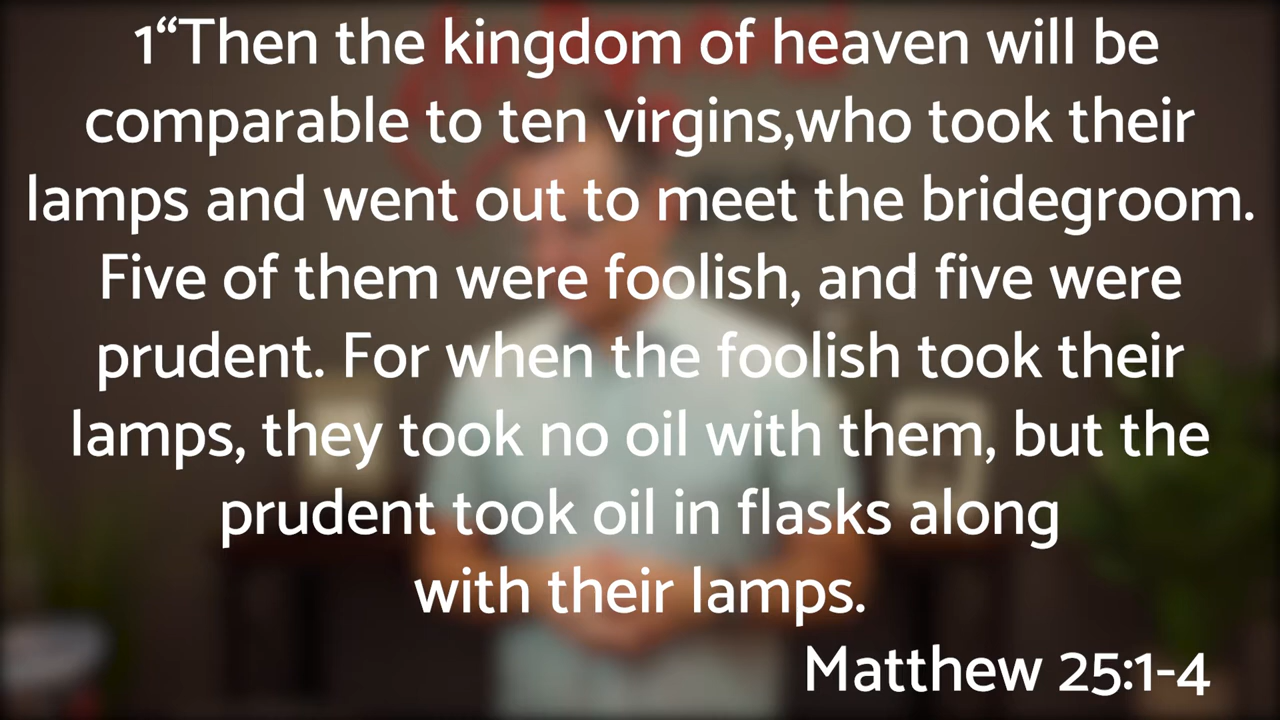 1“Then the kingdom of heaven will be
comparable to ten virgins,who took their
lamps and went out to meet the bridegroom.
Five of them were foolish, and five were
prudent. For when the foolish took their
lamps, they took no oil with them, but the
prudent took oil in flasks along
with their lamps.
Matthew 25:1-4